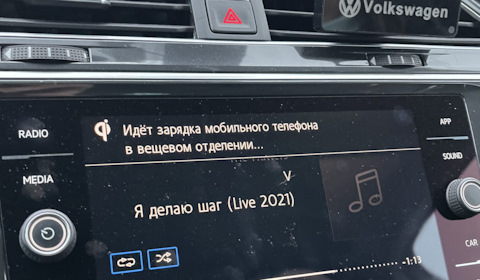 Volkswagen
RADIO
MEDIA
Идёт зарядка мобильного телефона
в вещевом отделении...
V
Я делаю шаг (Live 2021)
-1:13
APP
SOUND
CAR